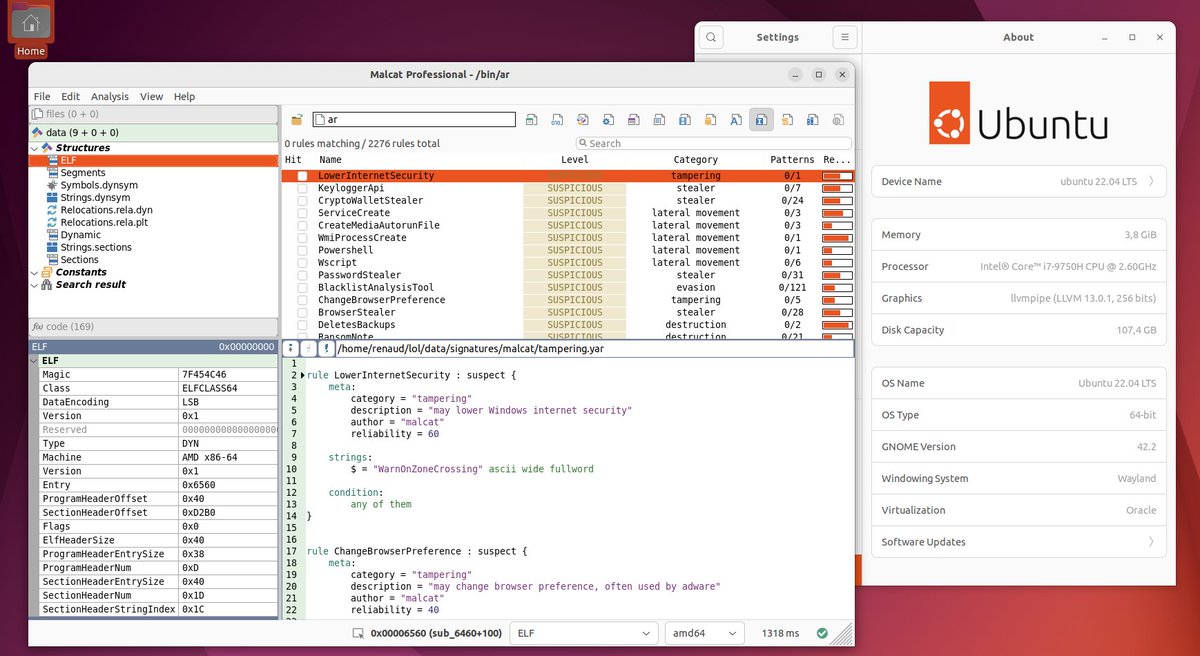 Home
Malcat Professional - /bin/ar
File Edit Analysis View Help
files (0 + 0)
data (9 + 0 + 0)
Structures
ELF
Segments
Symbols.dynsym
Strings.dynsym
Relocations.rela.dyn
Relocations.rela.plt
Dynamic
Strings.sections
Sections
Constants
Search result
code (169)
ELF 0x00000000
ELF
Magic 7F454C46
Class ELFCLASS64
DataEncoding LSB
Version 0x1
Reserved
Type DYN
Machine AMD x86-64
Version 0x1
Entry 0x6560
ProgramHeaderOffset 0x40
SectionHeaderOffset 0xD2B0
Flags 0x0
ElfHeaderSize 0x40
ProgramHeaderEntrySize 0x38
ProgramHeaderNum 0xD
SectionHeaderEntrySize 0x40
SectionHeaderNum 0x1D
SectionHeaderStringIndex 0x1C
ar
0 rules matching / 2276 rules total
Search
Hit Name Level Category Patterns Re...
LowerInternetSecurity tampering 0/1
KeyloggerApi SUSPICIOUS stealer 0/7
CryptoWalletStealer SUSPICIOUS stealer 0/24
ServiceCreate SUSPICIOUS lateral movement 0/3
CreateMediaAutorunFile SUSPICIOUS lateral movement 0/3
WmiProcessCreate SUSPICIOUS lateral movement 0/1
Powershell SUSPICIOUS lateral movement 0/1
Wscript SUSPICIOUS lateral movement 0/6
PasswordStealer SUSPICIOUS stealer 0/31
BlacklistAnalysisTool SUSPICIOUS evasion 0/121
ChangeBrowserPreference SUSPICIOUS tampering 0/5
BrowserStealer SUSPICIOUS stealer 0/28
DeletesBackups SUSPICIOUS destruction 0/2
RansomNote SUSPICIOUS destruction 0/21
/home/renaud/lol/data/signatures/malcat/tampering.yar
1
2 rule LowerInternetSecurity : suspect {
3 meta:
4 category = "tampering"
5 description = "may lower Windows internet security"
6 author = "malcat"
7 reliability = 60
8
9 strings:
10 $ = "WarnOnZoneCrossing" ascii wide fullword
11
12 condition:
13 any of them
14 }
15
16
17 rule ChangeBrowserPreference : suspect {
18 meta:
19 category = "tampering"
20 description = "may change browser preference, often used by adware"
21 author = "malcat"
22 reliability = 40
0x00006560 (sub_6460+100) ELF amd64 1318 ms
Settings
About
Ubuntu
Device Name ubuntu 22.04 LTS
Memory 3,8 GiB
Processor Intel® Core™ i7-9750H CPU @ 2.60GHz
Graphics llvmpipe (LLVM 13.0.1, 256 bits)
Disk Capacity 107,4 GB
OS Name Ubuntu 22.04 LTS
OS Type 64-bit
GNOME Version 42.2
Windowing System Wayland
Virtualization Oracle
Software Updates